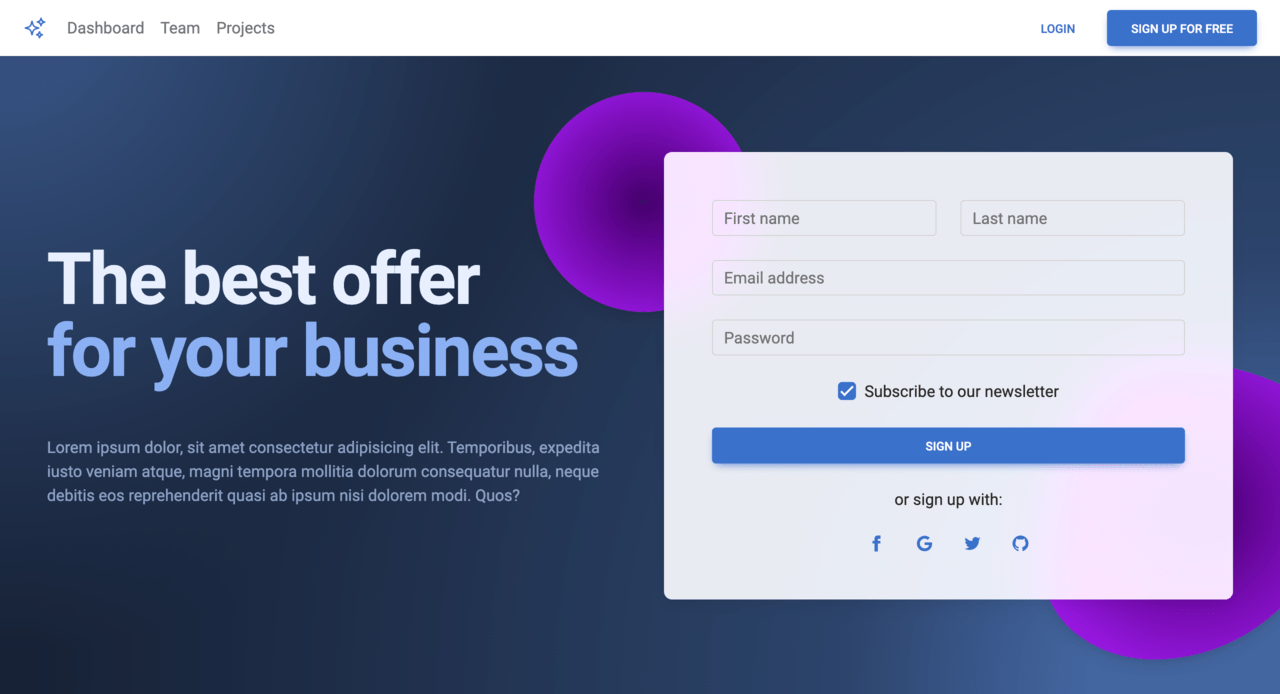 Dashboard Team Projects LOGIN SIGN UP FOR FREE
The best offer
for your business
Lorem ipsum dolor, sit amet consectetur adipisicing elit. Temporibus, expedita
iusto veniam atque, magni tempora mollitia dolorum consequatur nulla, neque
debitis eos reprehenderit quasi ab ipsum nisi dolorem modi. Quos?
First name Last name
Email address
Password
Subscribe to our newsletter
SIGN UP
or sign up with: